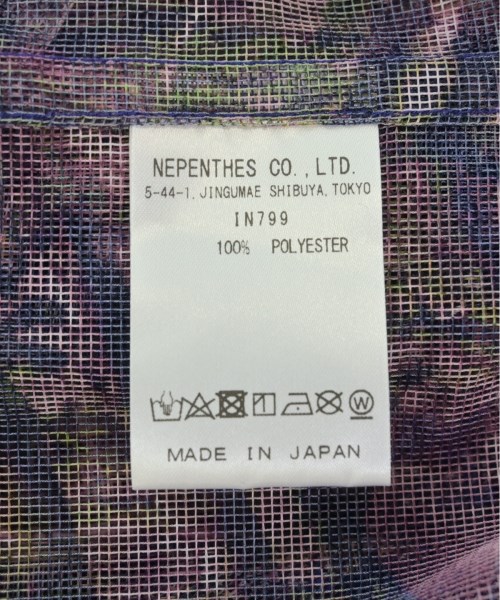 NEPENTHES CO.,LTD.
5-44-1, JINGUMAE SHIBUYA, TOKYO
IN799
100% POLYESTER
W
MADE IN JAPAN